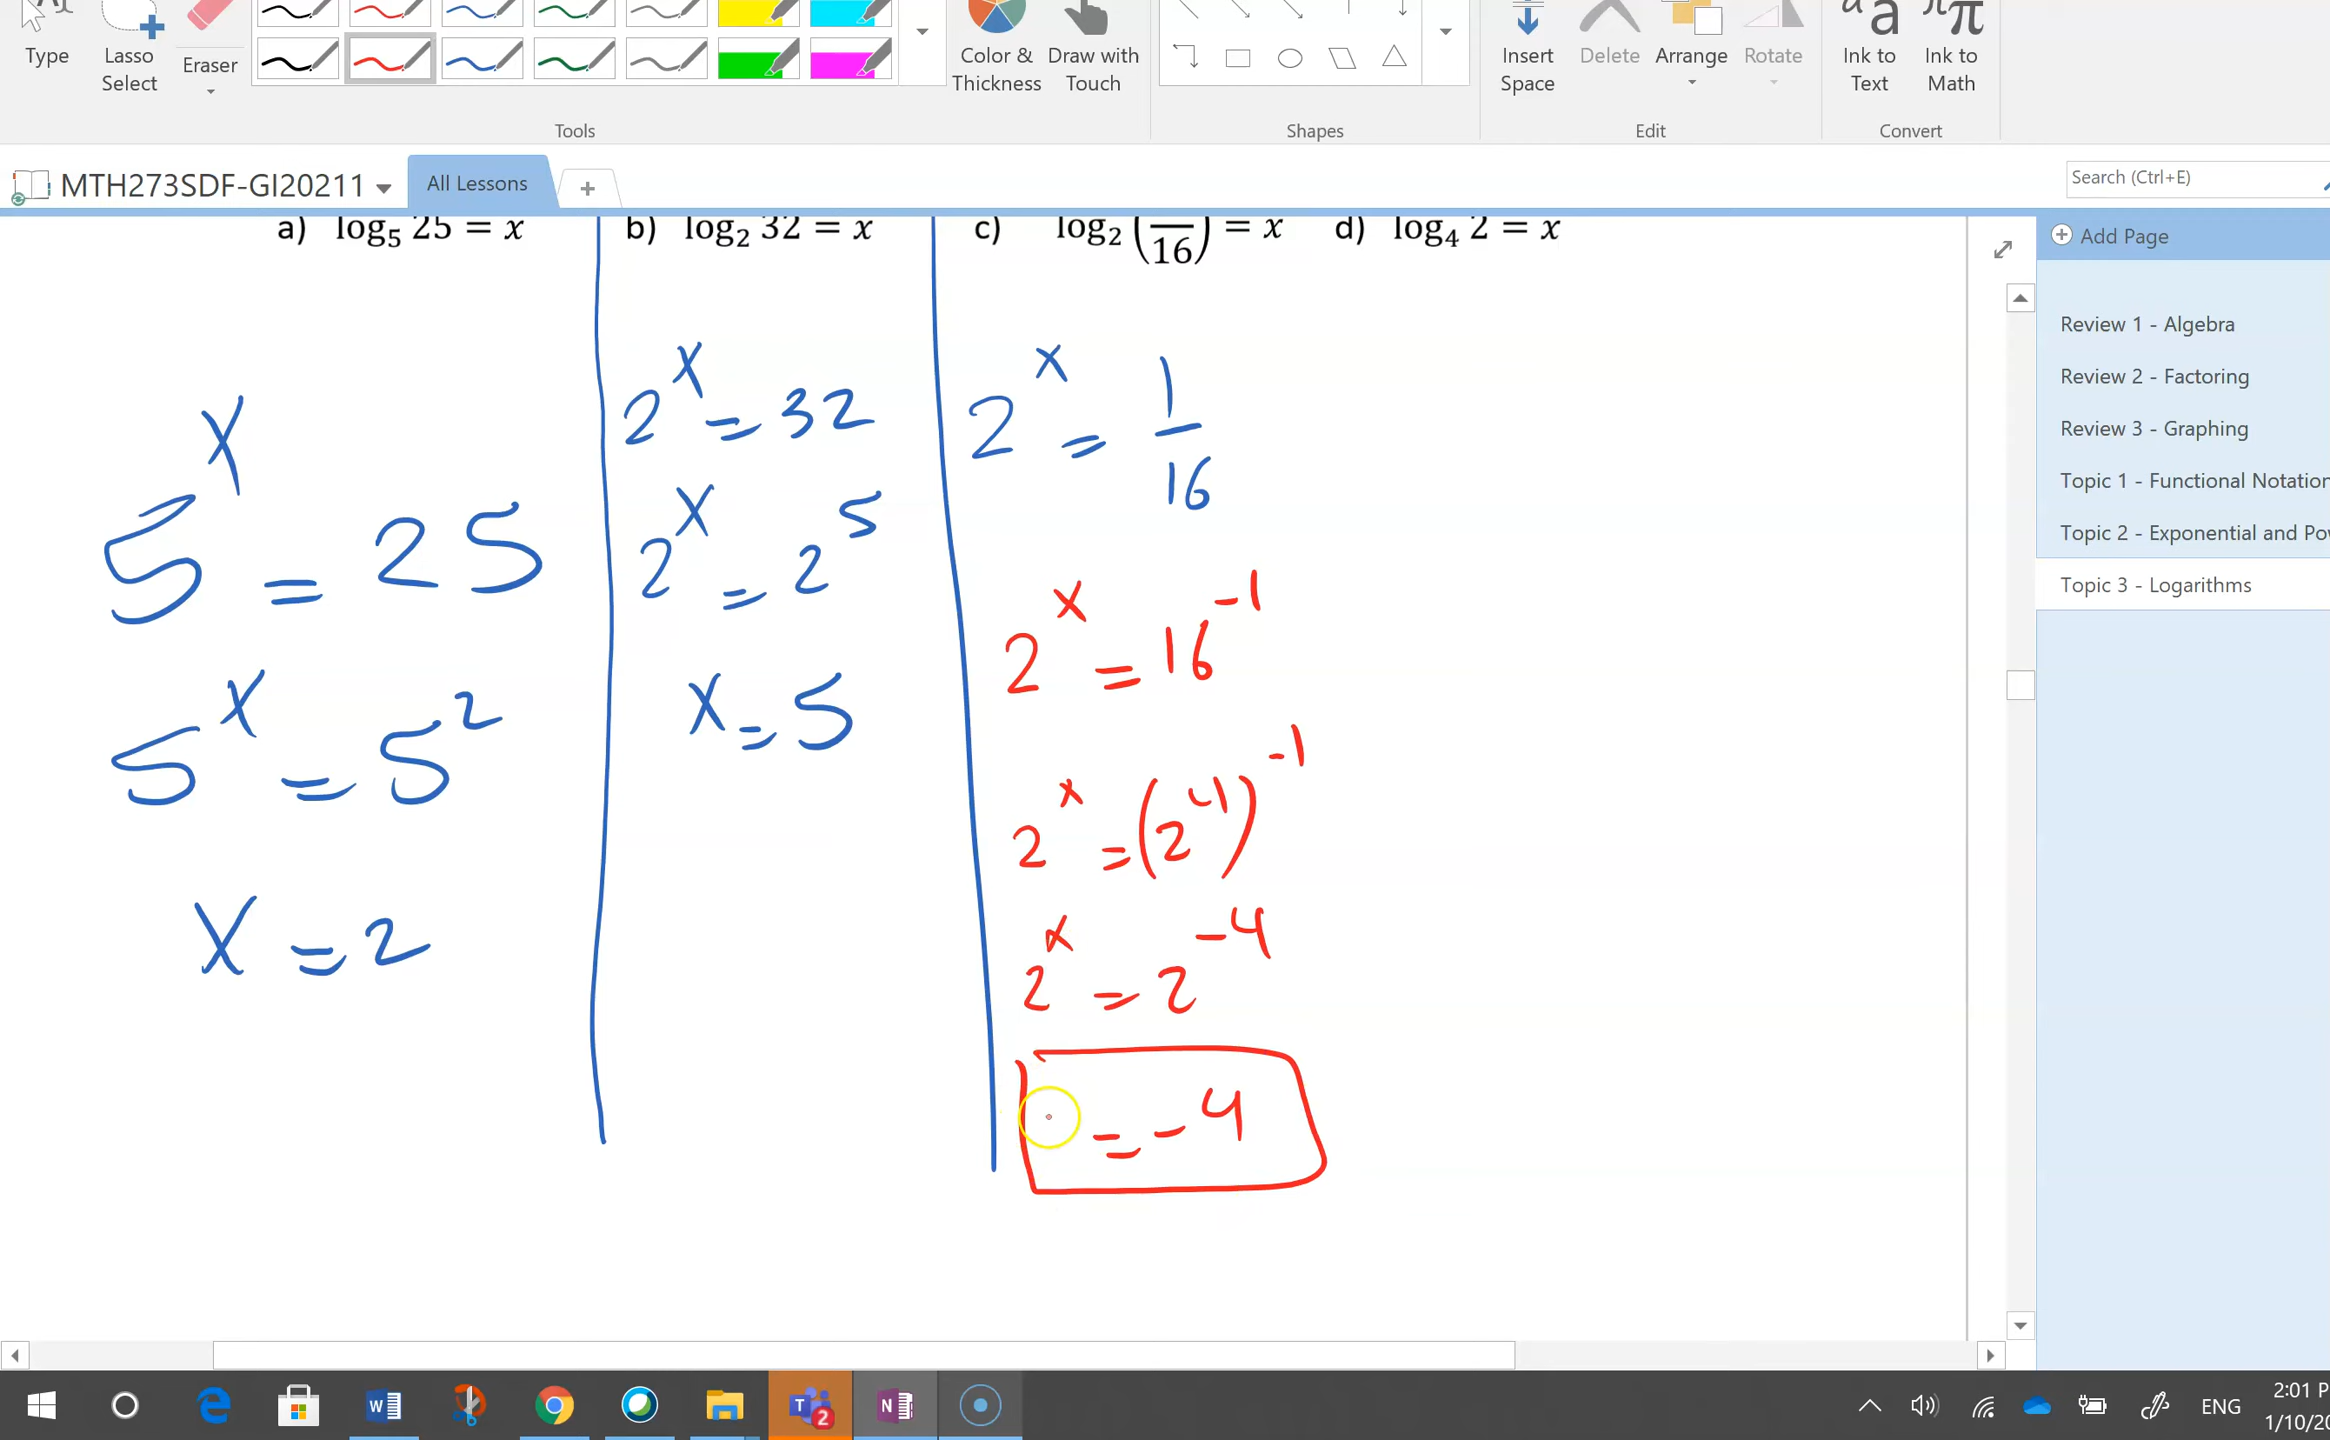 Type
Lasso Select
Eraser
Color & Thickness
Draw with Touch
Insert Space
Delete
Arrange
Rotate
Ink to Text
Ink to Math
Tools
Shapes
Edit
Convert
MTH273SDF-GI20211
All Lessons
Search (Ctrl+E)
a) log₅ 25 = x
b) log₂ 32 = x
c) log₂ ( /16) = x
d) log₄ 2 = x
5^x = 25
5^x = 5^2
x = 2
2^x = 32
2^x = 2^5
x = 5
2^x = 1/16
2^x = 16^-1
2^x = (2^4)^-1
2^x = 2^-4
= -4
Add Page
Review 1 - Algebra
Review 2 - Factoring
Review 3 - Graphing
Topic 1 - Functional Notation
Topic 2 - Exponential and Po
Topic 3 - Logarithms
2
ENG
2:01 P
1/10/20